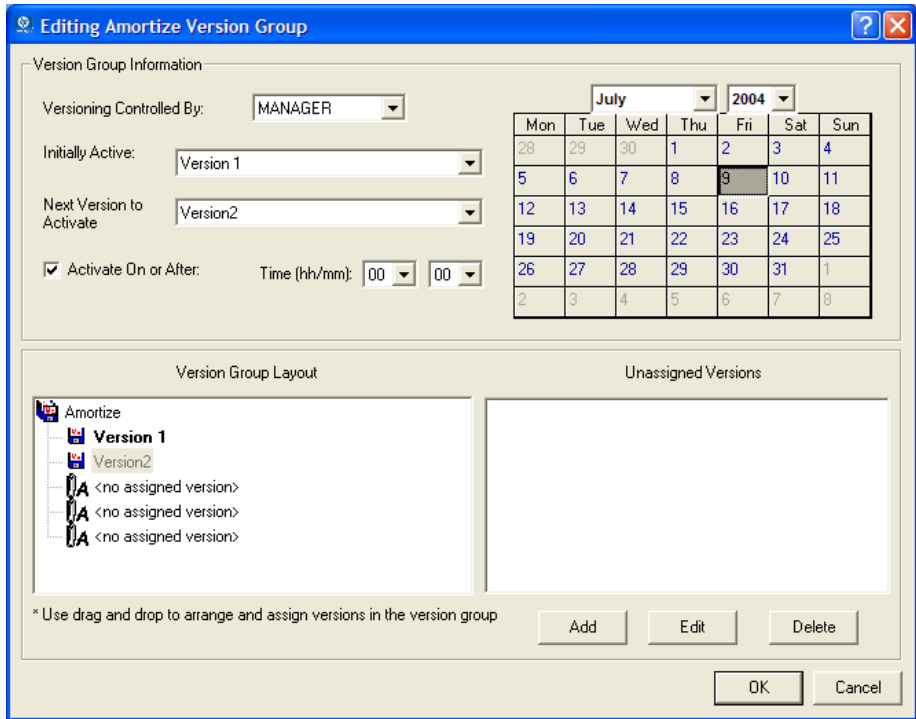 Editing Amortize Version Group
Version Group Information
Versioning Controlled By: MANAGER
Initially Active: Version 1
Next Version to Activate Version2
Activate On or After: Time (hh/mm): 00 00
July 2004
Mon Tue Wed Thu Fri Sat Sun
28 29 30 1 2 3 4
5 6 7 8 9 10 11
12 13 14 15 16 17 18
19 20 21 22 23 24 25
26 27 28 29 30 31 1
2 3 4 5 6 7 8
Version Group Layout
Amortize
Version 1
Version2
A <no assigned version>
A <no assigned version>
A <no assigned version>
Unassigned Versions
* Use drag and drop to arrange and assign versions in the version group
Add Edit Delete
OK Cancel